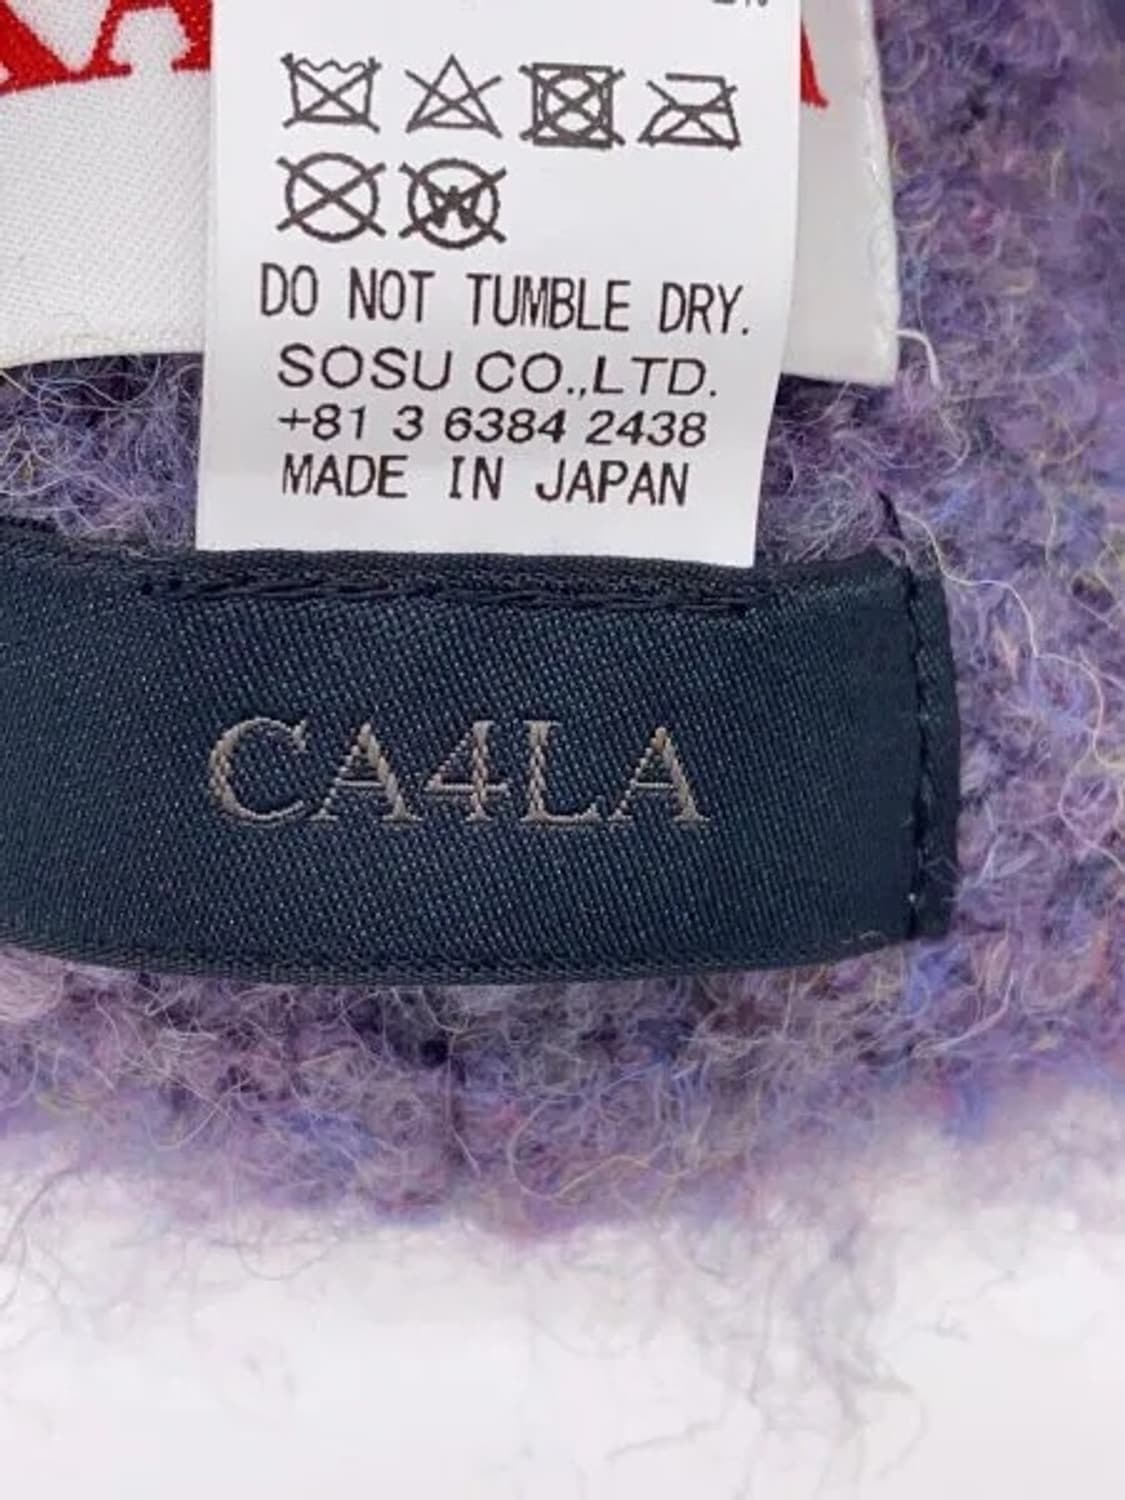 DO NOT TUMBLE DRY.
SOSU CO.,LTD.
+81 3 6384 2438
MADE IN JAPAN
CA4LA